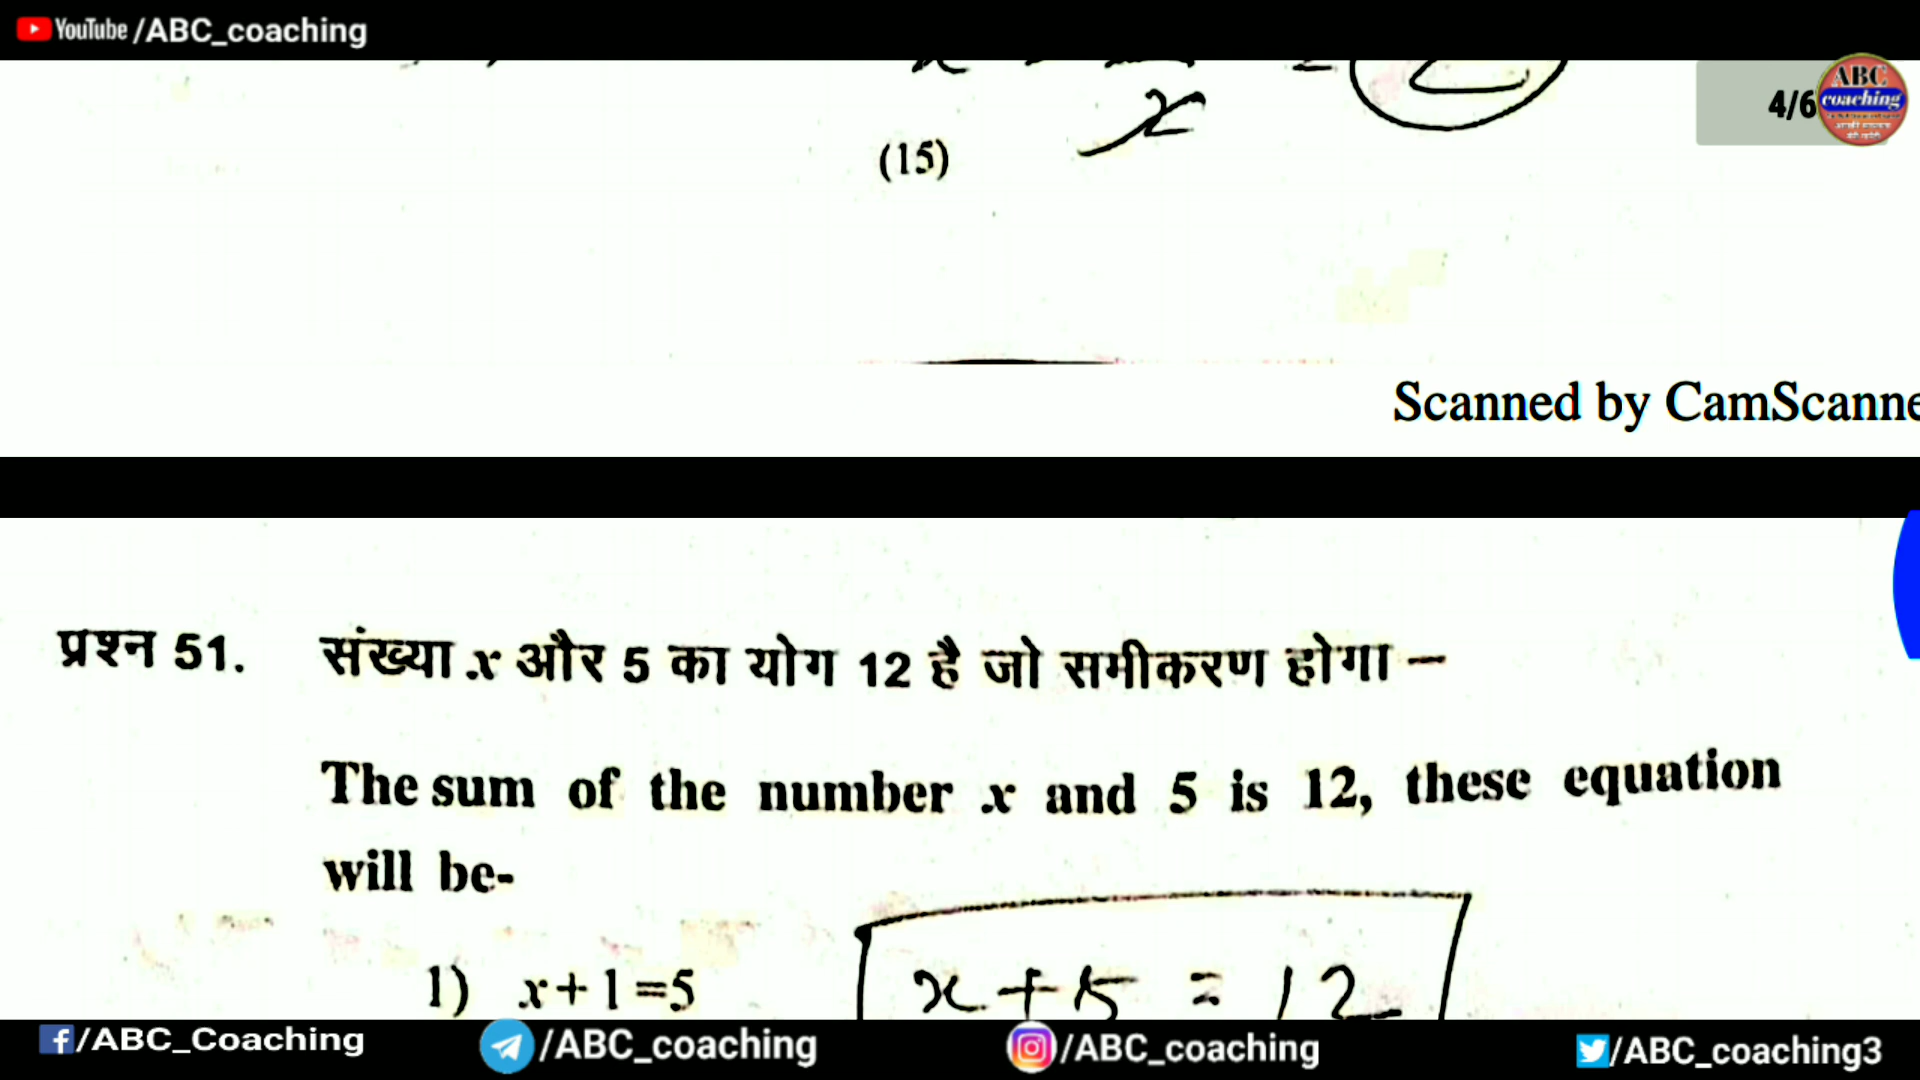 YouTube /ABC_coaching
x
(15)
4/6
ABC
coaching
Scanned by CamScanne
प्रश्न 51. संख्या x और 5 का योग 12 है जो समीकरण होगा –
The sum of the number x and 5 is 12, these equation
will be-
1) x+1=5
x+5 = 12
f/ABC_Coaching
/ABC_coaching
/ABC_coaching
/ABC_coaching3